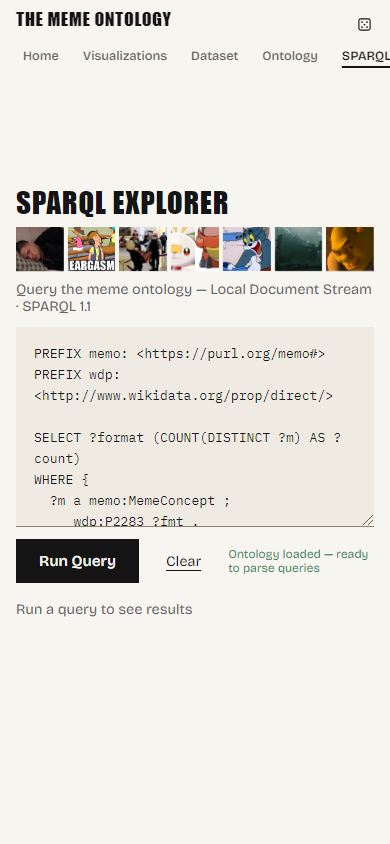 THE MEME ONTOLOGY
Home Visualizations Dataset Ontology SPARQL
SPARQL EXPLORER
EARGASM
Query the meme ontology — Local Document Stream
· SPARQL 1.1
PREFIX memo: <https://purl.org/memo#>
PREFIX wdp:
<http://www.wikidata.org/prop/direct/>
SELECT ?format (COUNT(DISTINCT ?m) AS ?
count)
WHERE {
?m a memo:MemeConcept ;
wdp:P2283 ?fmt .
Run Query Clear Ontology loaded — ready
to parse queries
Run a query to see results